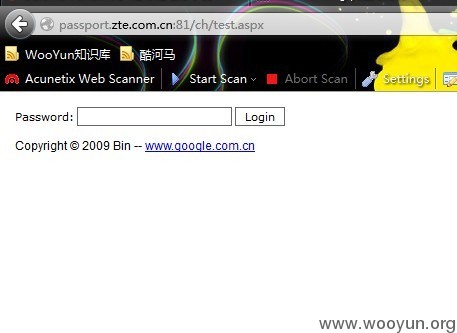 passport.zte.com.cn:81/ch/test.aspx
WooYun知识库 酷河马
Acunetix Web Scanner Start Scan Abort Scan Settings
Password: Login
Copyright © 2009 Bin -- www.google.com.cn
www.wooyun.org